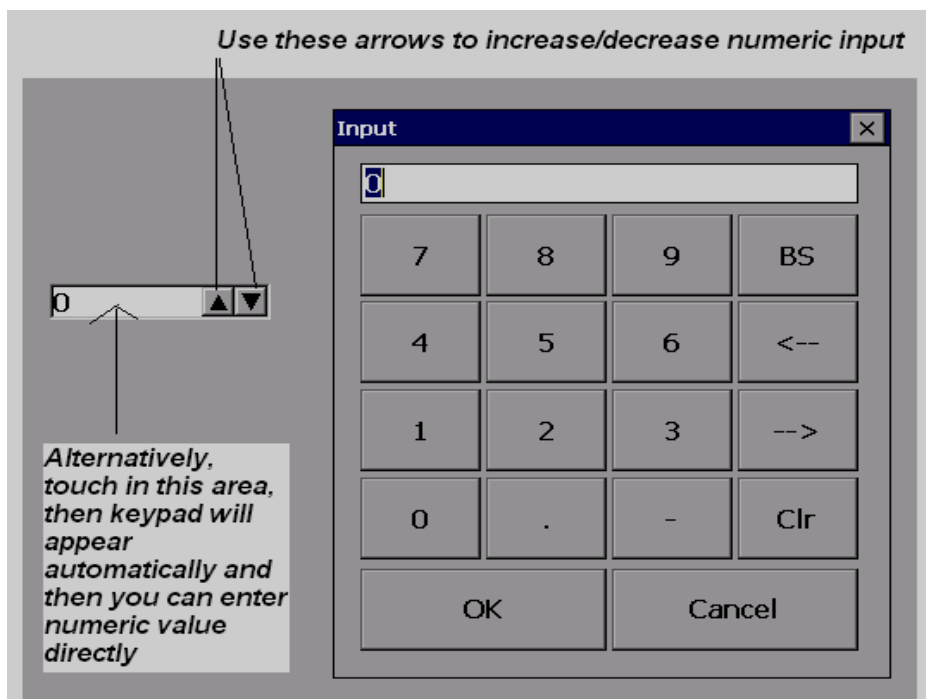 Use these arrows to increase/decrease numeric input
Input
0
7 8 9 BS
0
4 5 6 <--
1 2 3 -->
Alternatively,
touch in this area,
then keypad will
appear
automatically and
then you can enter
numeric value
directly
0 . - Clr
OK Cancel